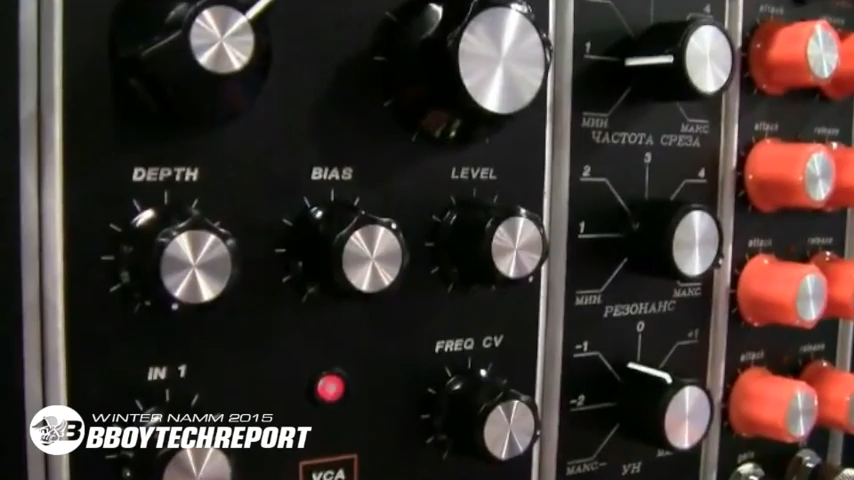 DEPTH
BIAS
LEVEL
FREQ CV
IN 1
VCA
1
4
МИН
МАКС
ЧАСТОТА СРЕЗА
2
3
4
1
МИН
МАКС
РЕЗОНАНС
0
-1
+1
-2
МАКС-
УН
attack
attack
release
attack
release
attack
release
gain
WINTER NAMM 2015
BBOYTECHREPORT